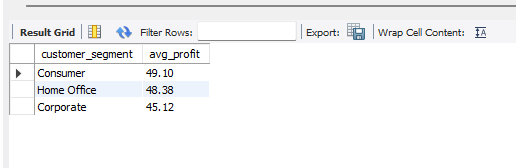 Result Grid Filter Rows: Export: Wrap Cell Content: IA
customer_segment avg_profit
Consumer 49.10
Home Office 48.38
Corporate 45.12